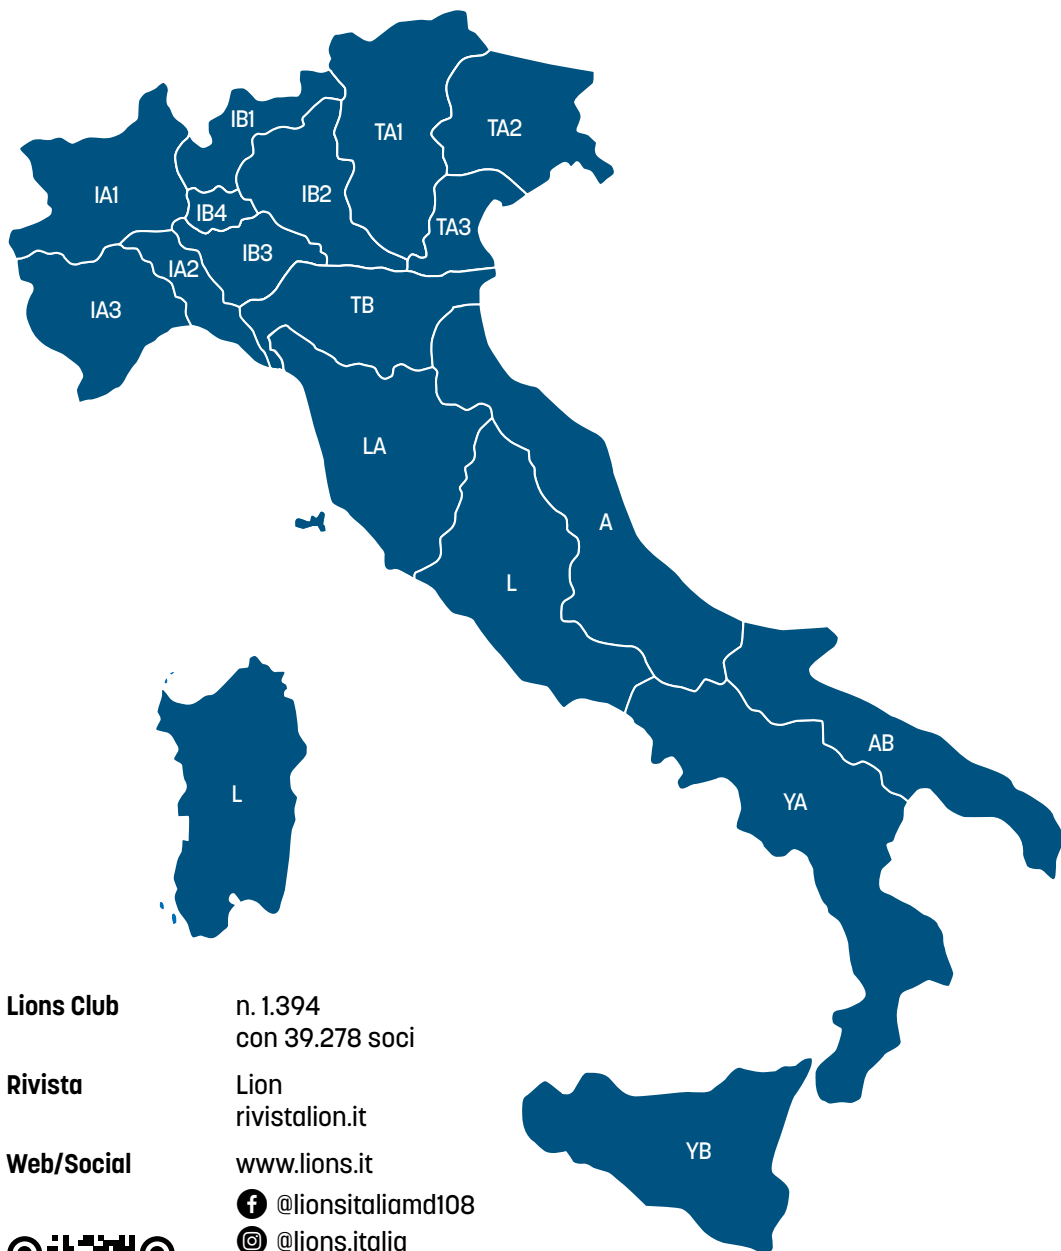 IB1
TA1
TA2
IA1
IB2
IB4
TA3
IB3
IA2
TB
IA3
LA
A
L
AB
L
YA
YB
Lions Club n. 1.394
con 39.278 soci
Rivista Lion
rivistalion.it
Web/Social www.lions.it
@lionsitaliamd108
@lions.italia